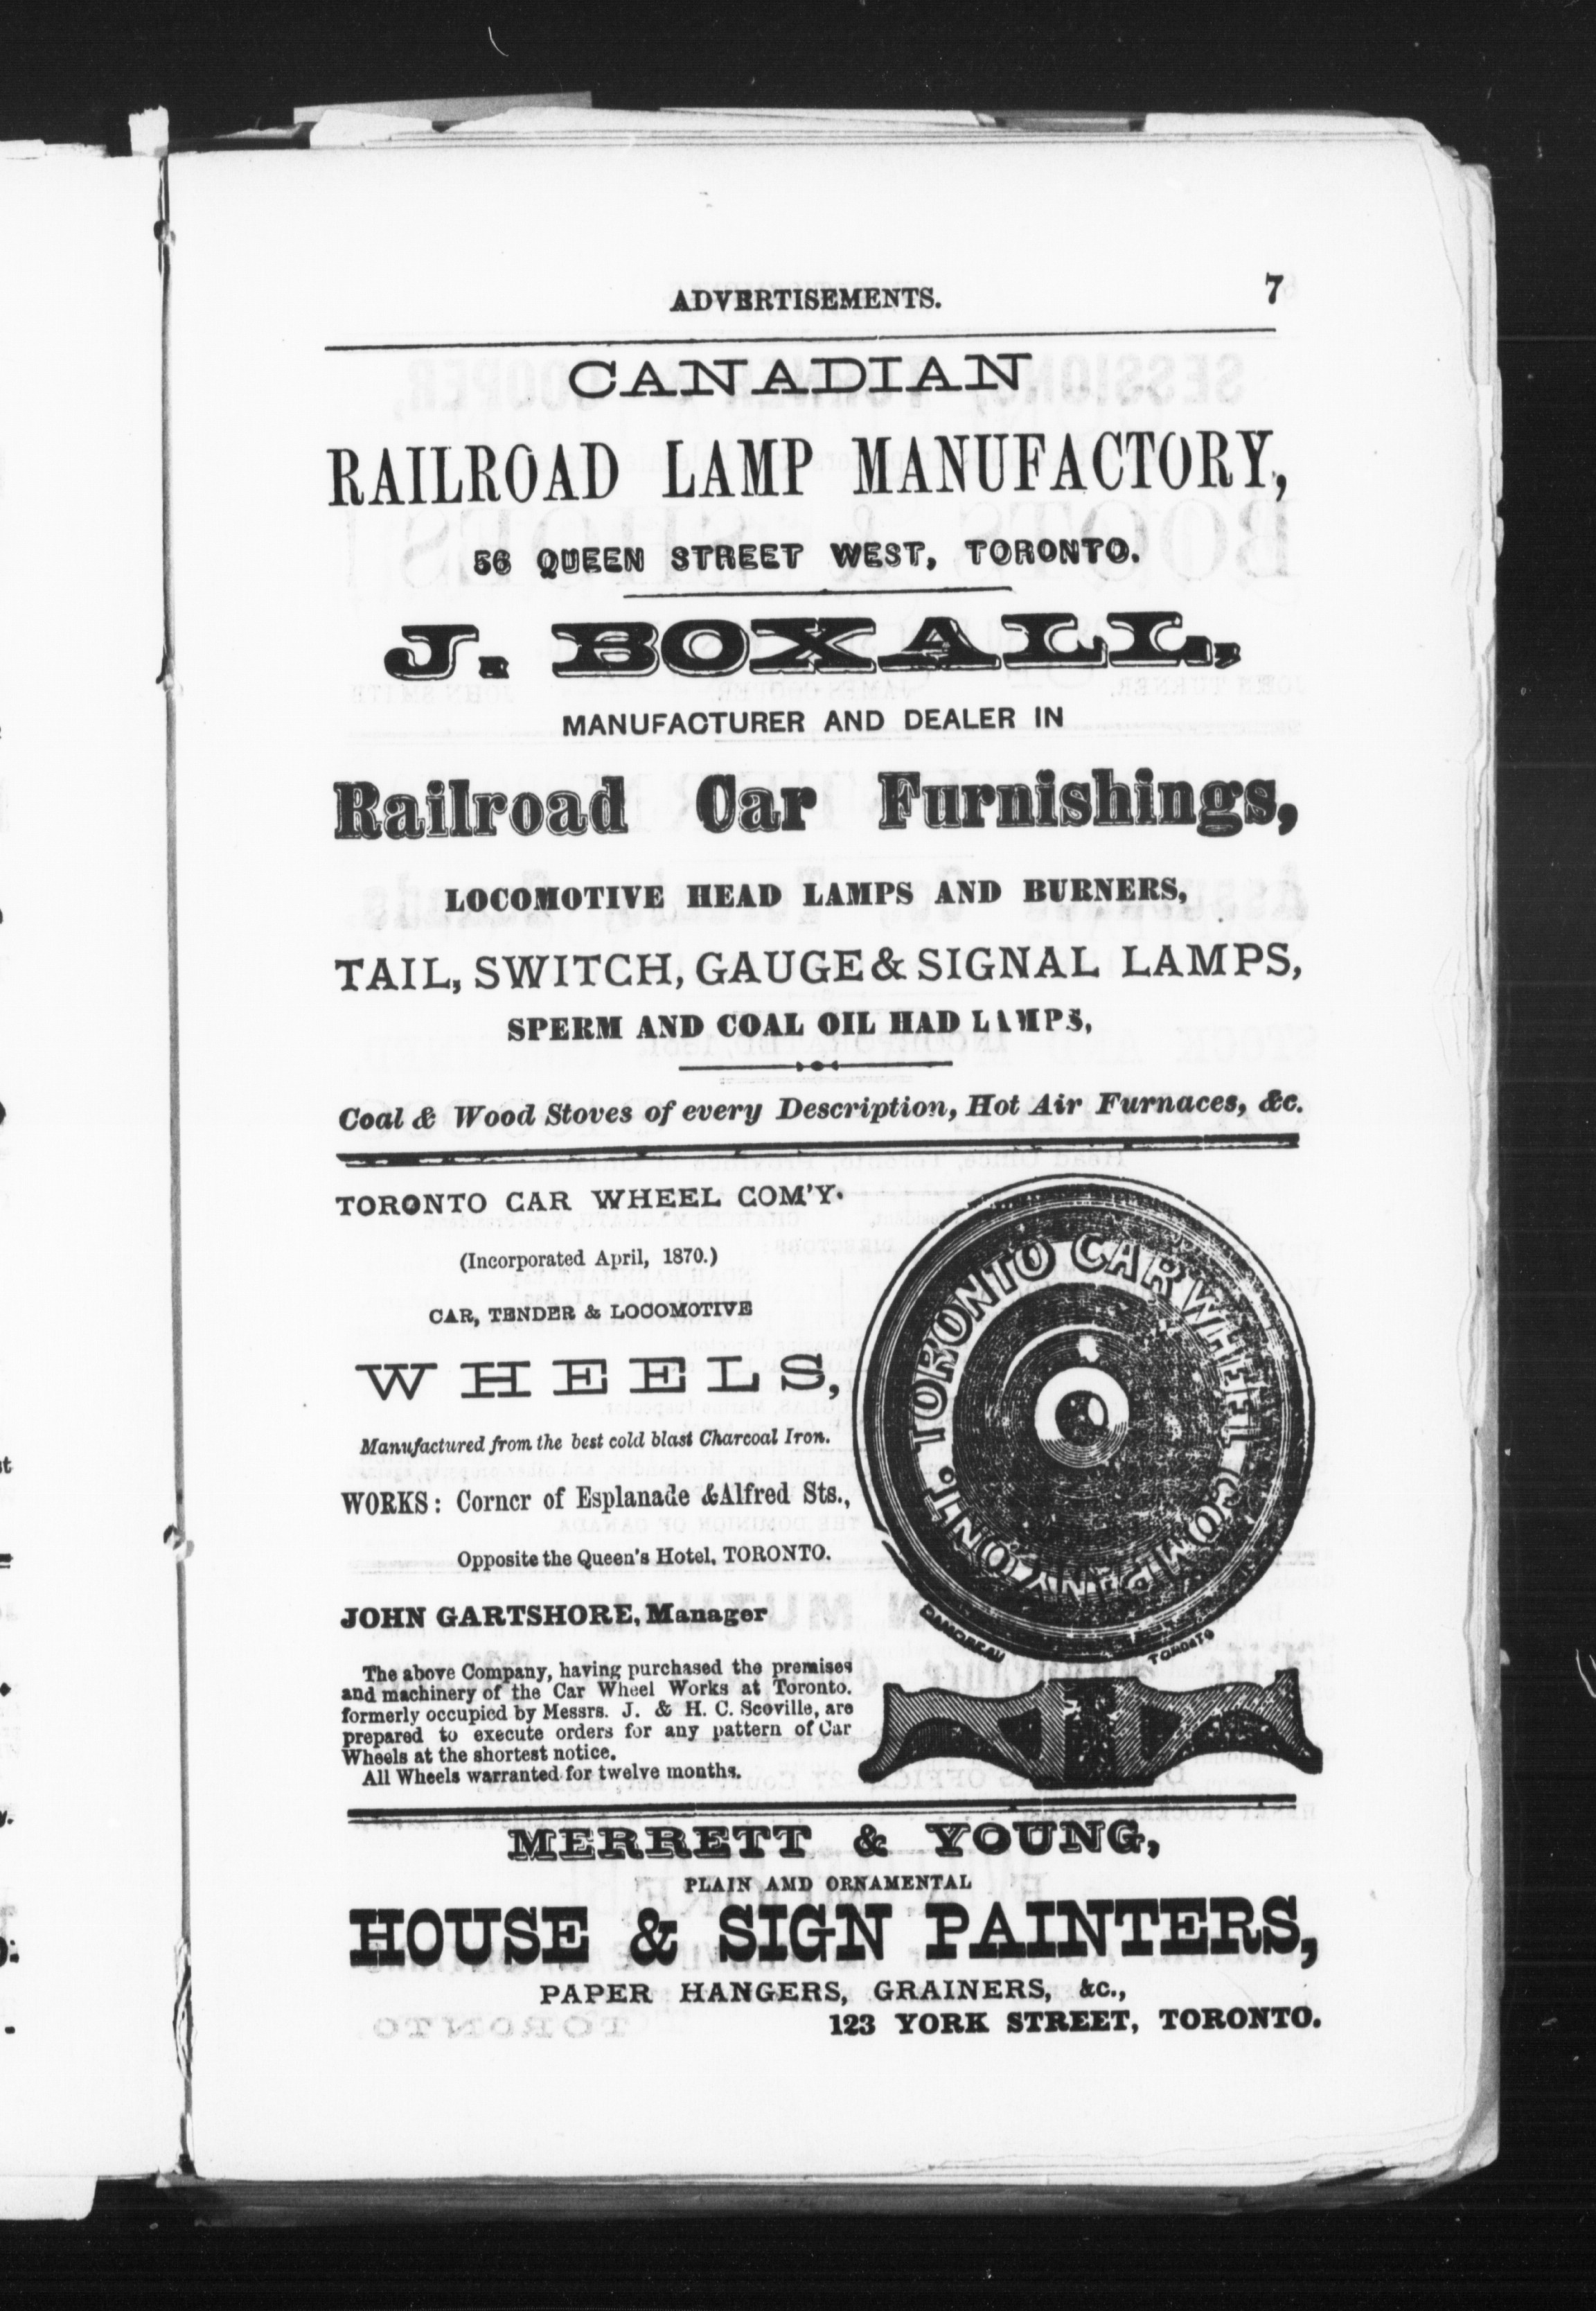 ADVERTISEMENTS. 7
CANADIAN
RAILROAD LAMP MANUFACTORY,
56 QUEEN STREET WEST, TORONTO.
J. BOXALL,
MANUFACTURER AND DEALER IN
Railroad Car Furnishings,
LOCOMOTIVE HEAD LAMPS AND BURNERS,
TAIL, SWITCH, GAUGE & SIGNAL LAMPS,
SPERM AND COAL OIL HAD LAMPS,
Coal & Wood Stoves of every Description, Hot Air Furnaces, &c.
TORONTO CAR WHEEL COM'Y.
(Incorporated April, 1870.)
CAR, TENDER & LOCOMOTIVE
WHEELS,
Manufactured from the best cold blast Charcoal Iron.
WORKS: Corner of Esplanade & Alfred Sts.,
Opposite the Queen's Hotel, TORONTO.
JOHN GARTSHORE, Manager
The above Company, having purchased the premises
and machinery of the Car Wheel Works at Toronto.
formerly occupied by Messrs. J. & H. C. Scoville, are
prepared to execute orders for any pattern of Car
Wheels at the shortest notice.
All Wheels warranted for twelve months.
TORONTO CAR WHEEL COMPANY ONT.
DAMOREAU TORONTO
MERRETT & YOUNG,
PLAIN AMD ORNAMENTAL
HOUSE & SIGN PAINTERS,
PAPER HANGERS, GRAINERS, &c.,
123 YORK STREET, TORONTO.